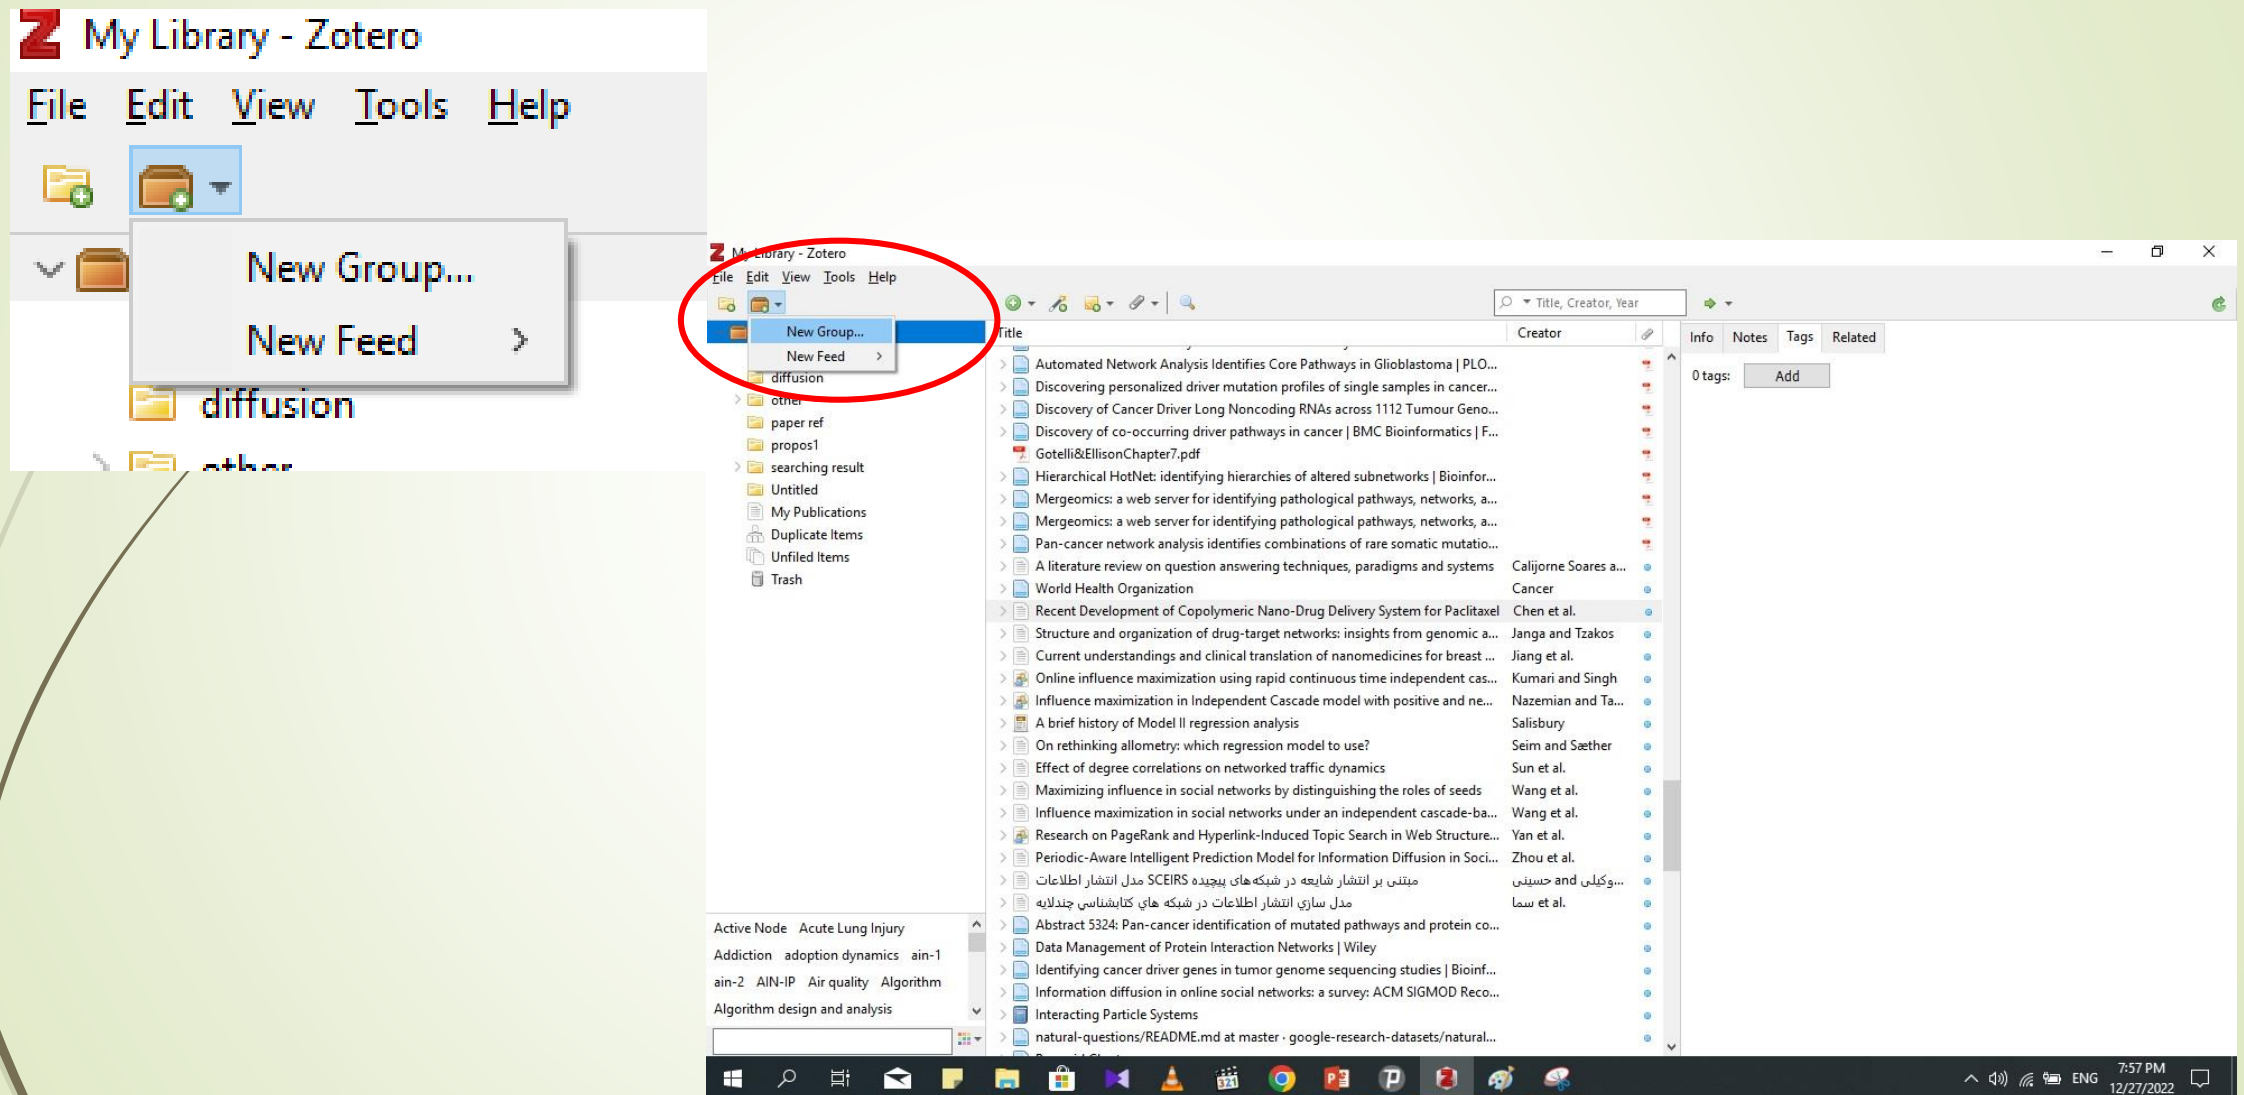 My Library - Zotero
File Edit View Tools Help
New Group...
New Feed
diffusion
My Library - Zotero
File Edit View Tools Help
Title, Creator, Year
New Group...
New Feed
diffusion
other
paper ref
propos1
searching result
Untitled
My Publications
Duplicate Items
Unfiled Items
Trash
Title Creator
Automated Network Analysis Identifies Core Pathways in Glioblastoma | PLO...
Discovering personalized driver mutation profiles of single samples in cancer...
Discovery of Cancer Driver Long Noncoding RNAs across 1112 Tumour Geno...
Discovery of co-occurring driver pathways in cancer | BMC Bioinformatics | F...
Gotelli&EllisonChapter7.pdf
Hierarchical HotNet: identifying hierarchies of altered subnetworks | Bioinfor...
Mergeomics: a web server for identifying pathological pathways, networks, a...
Mergeomics: a web server for identifying pathological pathways, networks, a...
Pan-cancer network analysis identifies combinations of rare somatic mutatio...
A literature review on question answering techniques, paradigms and systems Calijorne Soares a...
World Health Organization Cancer
Recent Development of Copolymeric Nano-Drug Delivery System for Paclitaxel Chen et al.
Structure and organization of drug-target networks: insights from genomic a... Janga and Tzakos
Current understandings and clinical translation of nanomedicines for breast ... Jiang et al.
Online influence maximization using rapid continuous time independent cas... Kumari and Singh
Influence maximization in Independent Cascade model with positive and ne... Nazemian and Ta...
A brief history of Model II regression analysis Salisbury
On rethinking allometry: which regression model to use? Seim and Sæther
Effect of degree correlations on networked traffic dynamics Sun et al.
Maximizing influence in social networks by distinguishing the roles of seeds Wang et al.
Influence maximization in social networks under an independent cascade-ba... Wang et al.
Research on PageRank and Hyperlink-Induced Topic Search in Web Structure... Yan et al.
Periodic-Aware Intelligent Prediction Model for Information Diffusion in Soci... Zhou et al.
مدل انتشار اطلاعات SCEIRS مبتنی بر انتشار شایعه در شبکه های پیچیده وکیلی and حسینی...
مدل سازي انتشار اطلاعات در شبکه هاي کتابشناسي چندلايه سما et al.
Abstract 5324: Pan-cancer identification of mutated pathways and protein co...
Data Management of Protein Interaction Networks | Wiley
Identifying cancer driver genes in tumor genome sequencing studies | Bioinf...
Information diffusion in online social networks: a survey: ACM SIGMOD Reco...
Interacting Particle Systems
natural-questions/README.md at master · google-research-datasets/natural...
Info Notes Tags Related
0 tags: Add
Active Node Acute Lung Injury
Addiction adoption dynamics ain-1
ain-2 AIN-IP Air quality Algorithm
Algorithm design and analysis
ENG
7:57 PM
12/27/2022